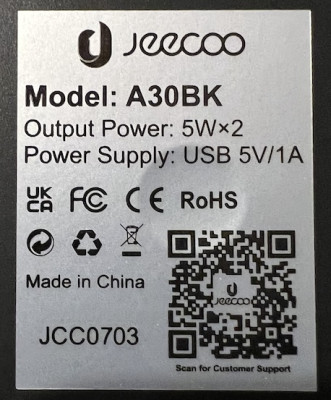 JEECOO
Model: A30BK
Output Power: 5W×2
Power Supply: USB 5V/1A
UK CA FC CE RoHS
Made in China
JEECOO
JCC0703
Scan for Customer Support